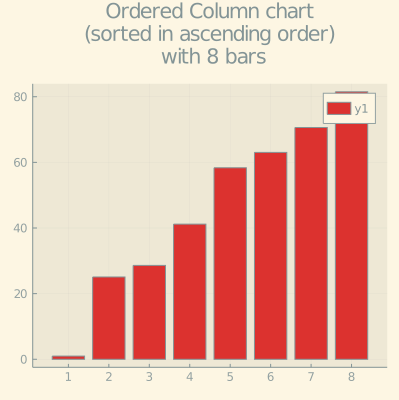 Ordered Column chart
(sorted in ascending order)
with 8 bars
80
y1
60
40
20
0
1 2 3 4 5 6 7 8